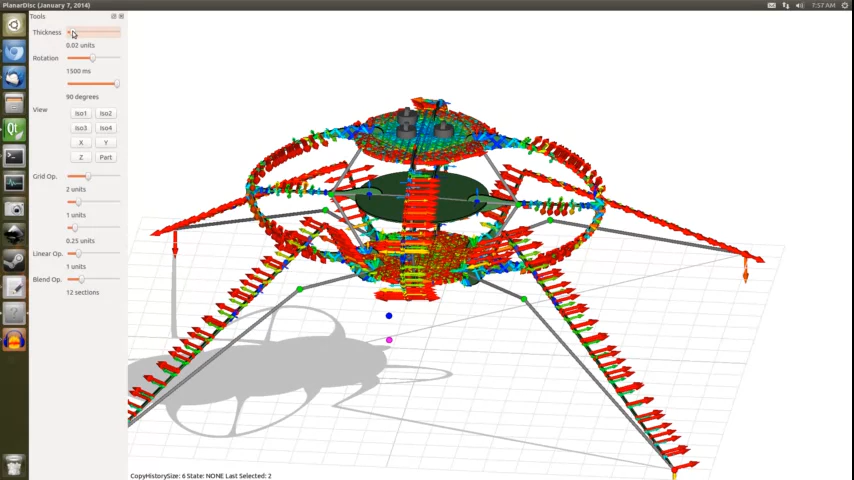 PlanarDisc (January 7, 2014)
7:57 AM
Tools
Thickness
0.02 units
Rotation
1500 ms
90 degrees
View
Iso1 Iso2
Iso3 Iso4
X Y
Z Part
Grid Op.
2 units
1 units
0.25 units
Linear Op.
1 units
Blend Op.
12 sections
Qt
CopyHistorySize: 6 State: NONE Last Selected: 2